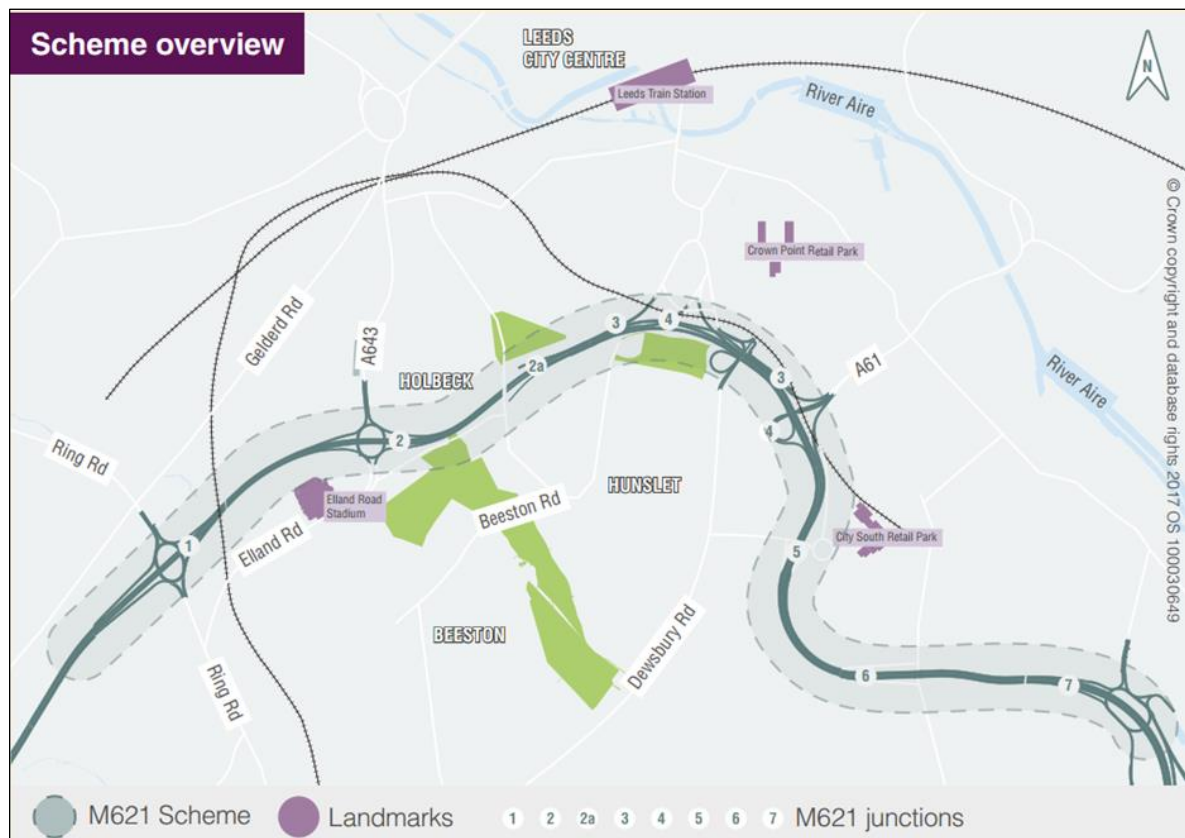 Scheme overview
LEEDS
CITY CENTRE
N
Leeds Train Station
River Aire
Crown Point Retail Park
Gelderd Rd
A643
3
4
2a
3
A61
HOLBECK
River Aire
4
2
Ring Rd
HUNSLET
Elland Road
Stadium
Beeston Rd
Elland Rd
1
5
City South Retail Park
BEESTON
Dewsbury Rd
Ring Rd
6
7
© Crown copyright and database rights 2017 OS 100030649
M621 Scheme
Landmarks
1 2 2a 3 4 5 6 7 M621 junctions